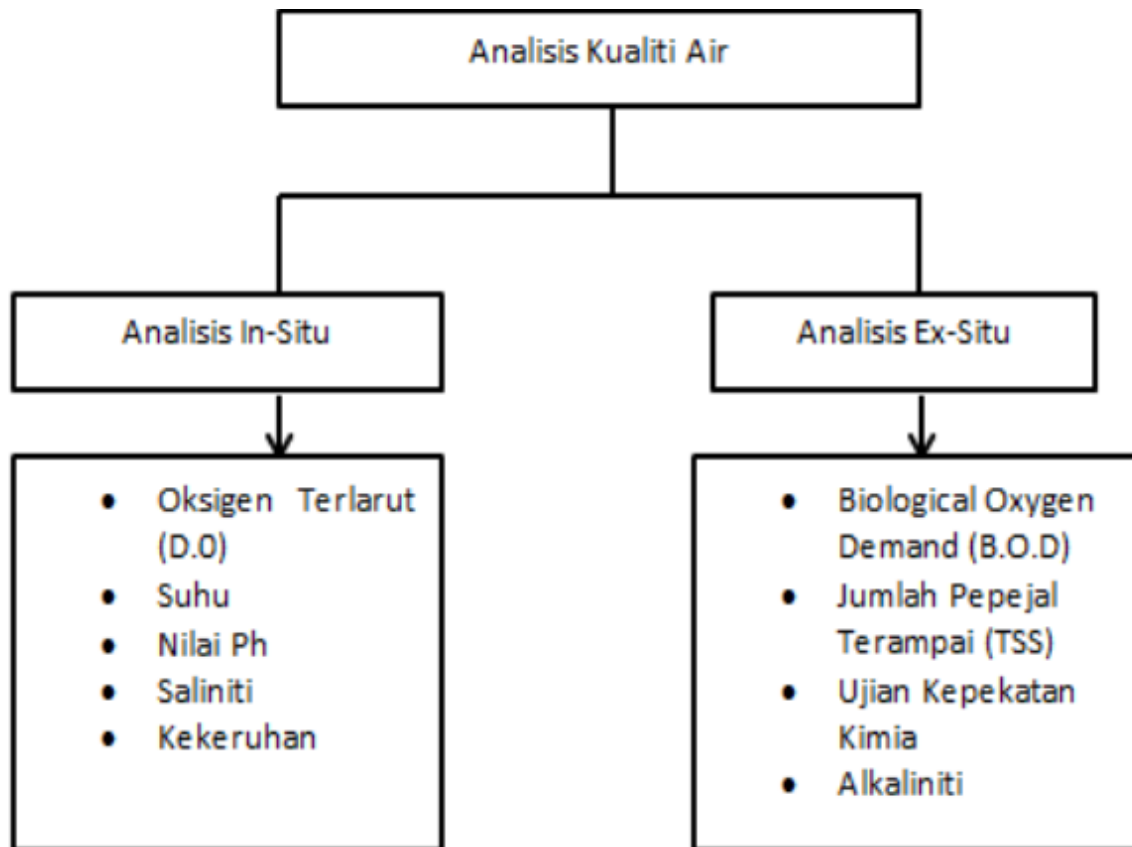 Analisis Kualiti Air
Analisis In-Situ
Analisis Ex-Situ
• Oksigen Terlarut
(D.0)
• Suhu
• Nilai Ph
• Saliniti
• Kekeruhan
• Biological Oxygen
Demand (B.O.D)
• Jumlah Pepejal
Terampai (TSS)
• Ujian Kepekatan
Kimia
• Alkaliniti